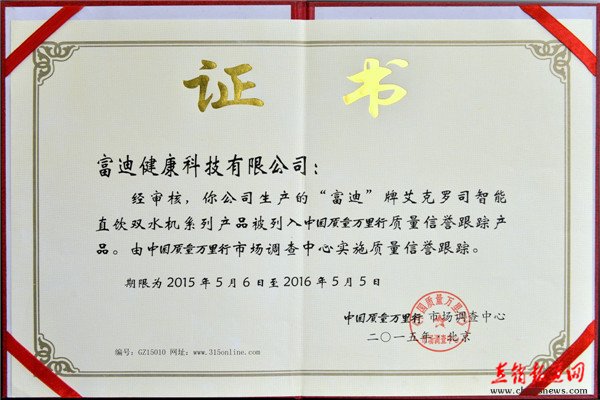 证书
富迪健康科技有限公司：
经审核，你公司生产的“富迪”牌艾克罗司智能
直饮双水机系列产品被列入中国质量万里行质量信誉跟踪产
品。由中国质量万里行市场调查中心实施质量信誉跟踪。
期限为2015年5月6日至2016年5月5日
中国质量万里行 市场调查中心
二〇一五年 北京
编号：GZ15010 网址：www.315online.com